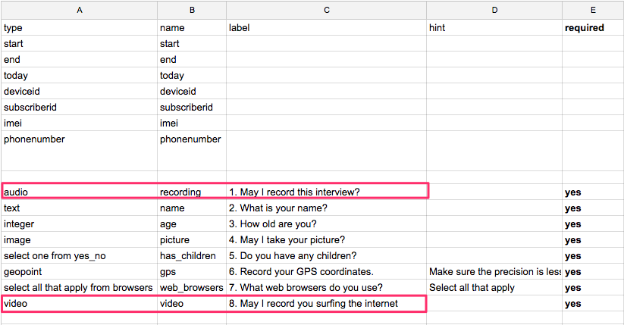 A B C D E
type name label hint required
start start
end end
today today
deviceid deviceid
subscriberid subscriberid
imei imei
phonenumber phonenumber
audio recording 1. May I record this interview? yes
text name 2. What is your name? yes
integer age 3. How old are you? yes
image picture 4. May I take your picture? yes
select one from yes_no has_children 5. Do you have any children? yes
geopoint gps 6. Record your GPS coordinates. Make sure the precision is less yes
select all that apply from browsers web_browsers 7. What web browsers do you use? Select all that apply yes
video video 8. May I record you surfing the internet yes